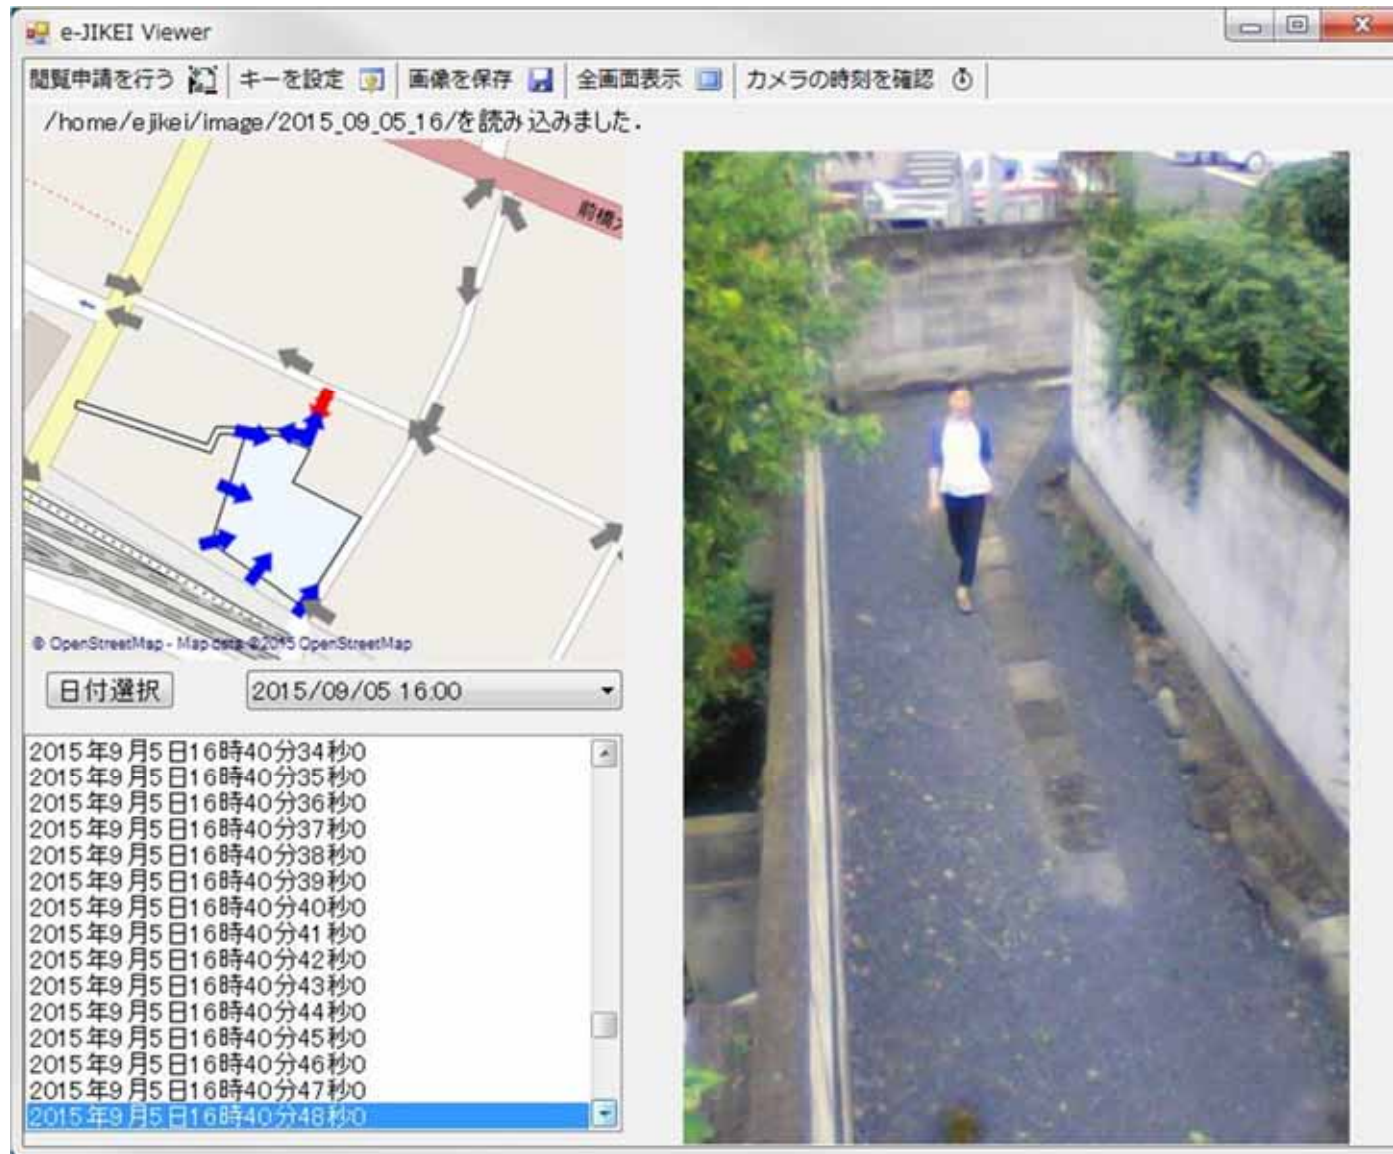 e-JIKEI Viewer
閲覧申請を行う キーを設定 画像を保存 全画面表示 カメラの時刻を確認
/home/ejikei/image/2015_09_05_16/を読み込みました.
前橋
© OpenStreetMap - Map data ©2015 OpenStreetMap
日付選択 2015/09/05 16:00
2015年9月5日16時40分34秒0
2015年9月5日16時40分35秒0
2015年9月5日16時40分36秒0
2015年9月5日16時40分37秒0
2015年9月5日16時40分38秒0
2015年9月5日16時40分39秒0
2015年9月5日16時40分40秒0
2015年9月5日16時40分41秒0
2015年9月5日16時40分42秒0
2015年9月5日16時40分43秒0
2015年9月5日16時40分44秒0
2015年9月5日16時40分45秒0
2015年9月5日16時40分46秒0
2015年9月5日16時40分47秒0
2015年9月5日16時40分48秒0